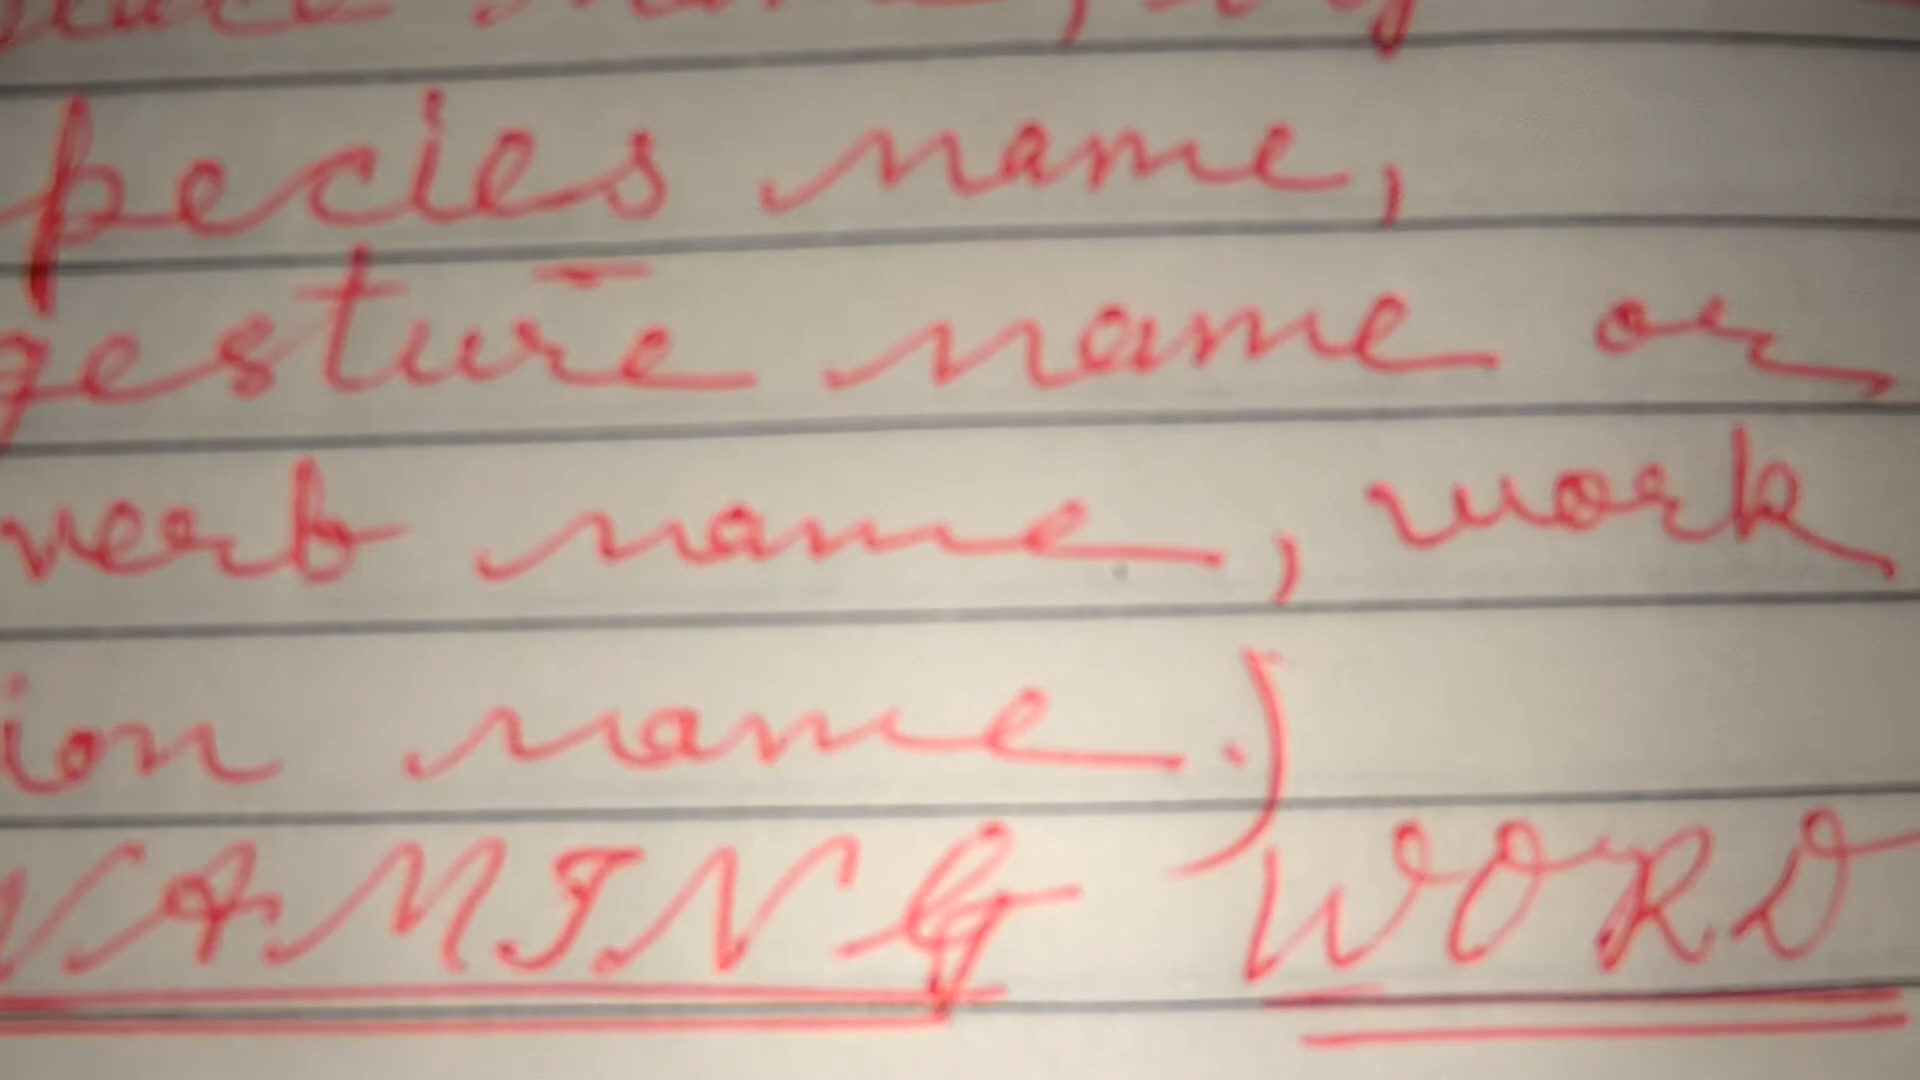 pecies name,
gesture name or
verb name, work
ion name.)
NAMING WORD